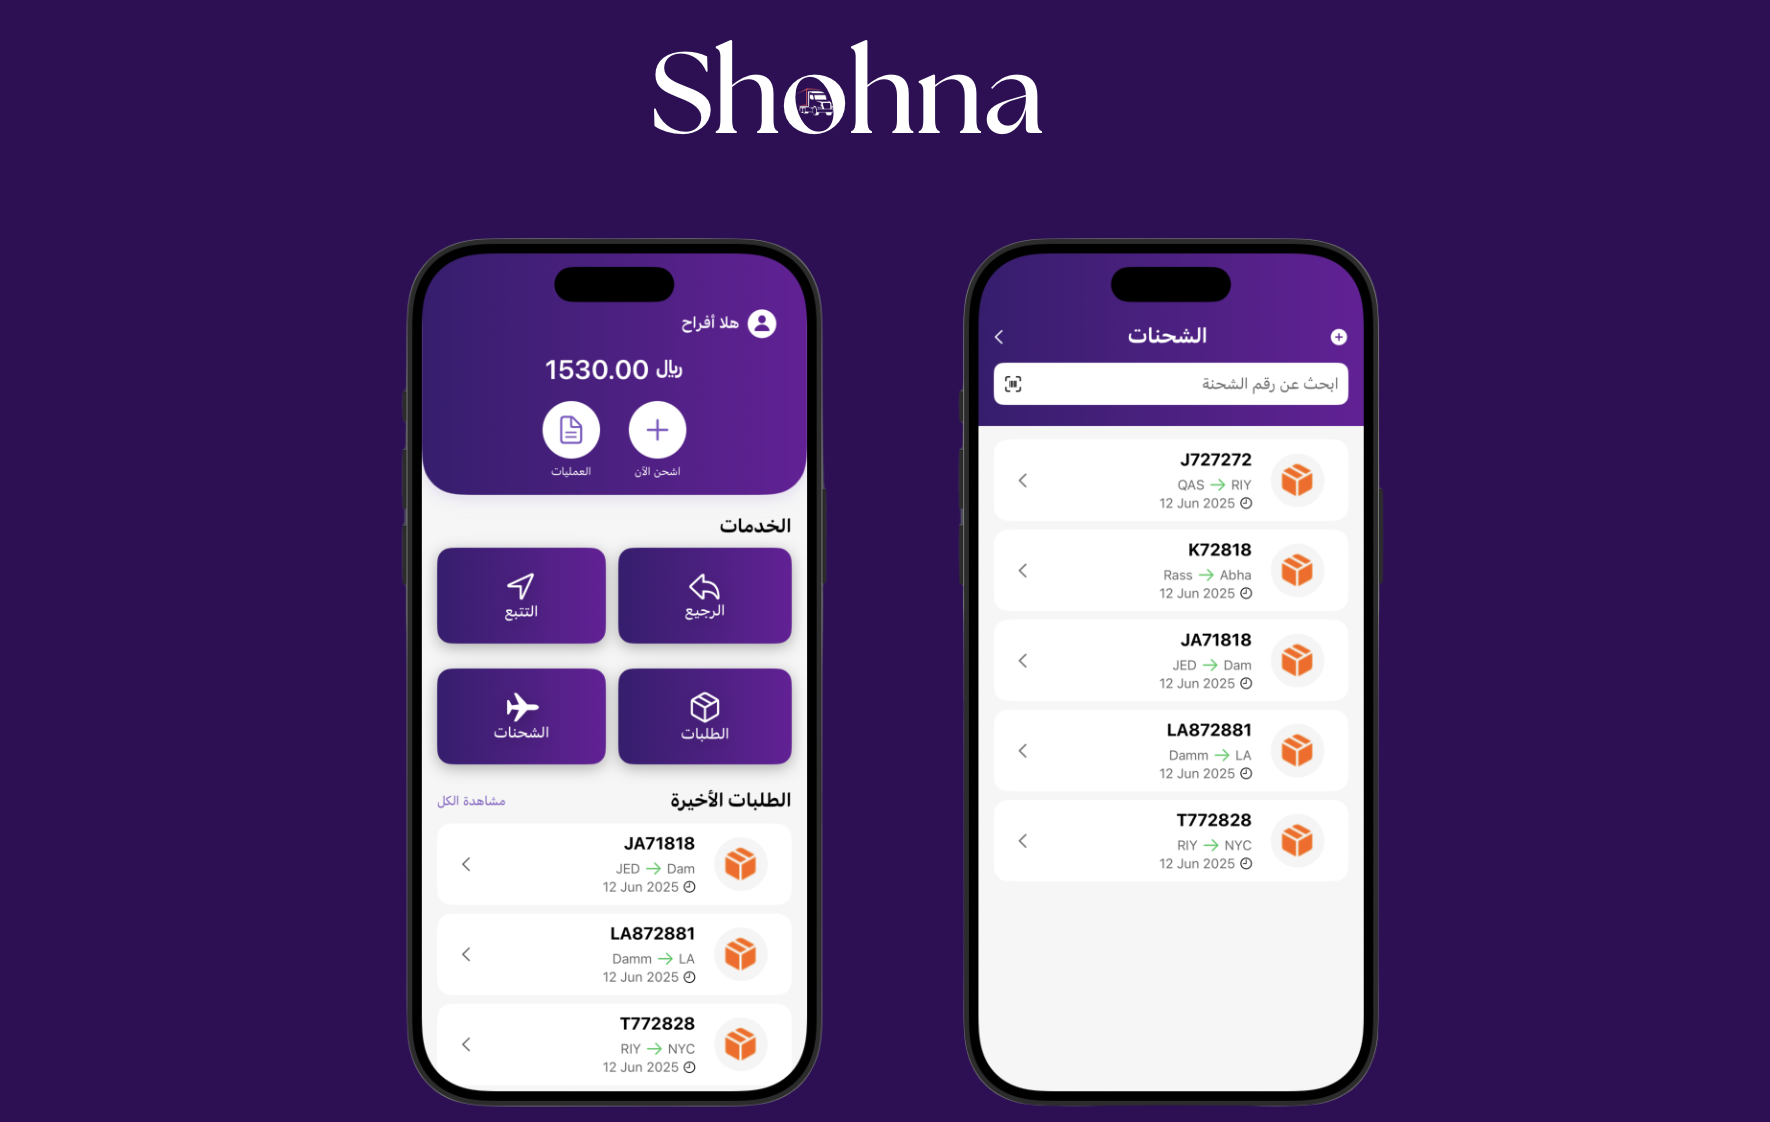 Shohna
هلا أفراح
1530.00 ريال
اشحن الآن
العمليات
الخدمات
الرجيع
التتبع
الطلبات
الشحنات
الطلبات الأخيرة
مشاهدة الكل
JA71818
JED → Dam
12 Jun 2025
LA872881
Damm → LA
12 Jun 2025
T772828
RIY → NYC
12 Jun 2025
الشحنات
ابحث عن رقم الشحنة
J727272
QAS → RIY
12 Jun 2025
K72818
Rass → Abha
12 Jun 2025
JA71818
JED → Dam
12 Jun 2025
LA872881
Damm → LA
12 Jun 2025
T772828
RIY → NYC
12 Jun 2025